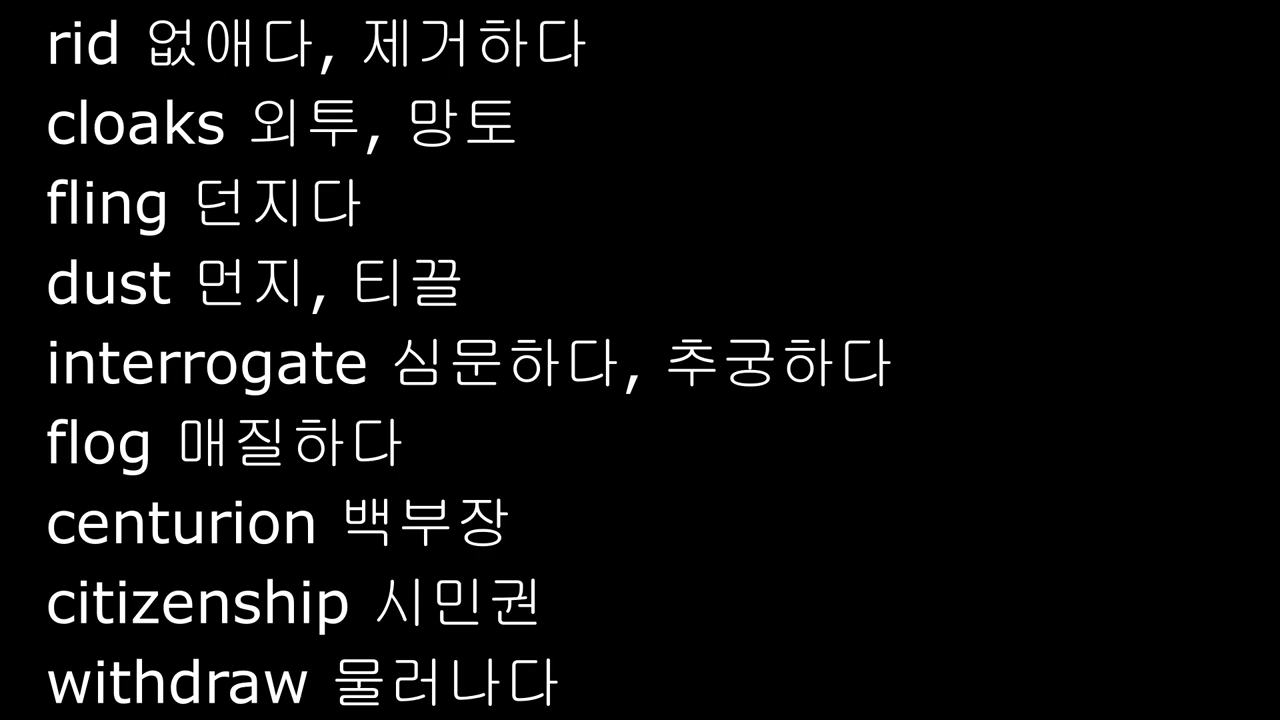 rid 없애다, 제거하다
cloaks 외투, 망토
fling 던지다
dust 먼지, 티끌
interrogate 심문하다, 추궁하다
flog 매질하다
centurion 백부장
citizenship 시민권
withdraw 물러나다